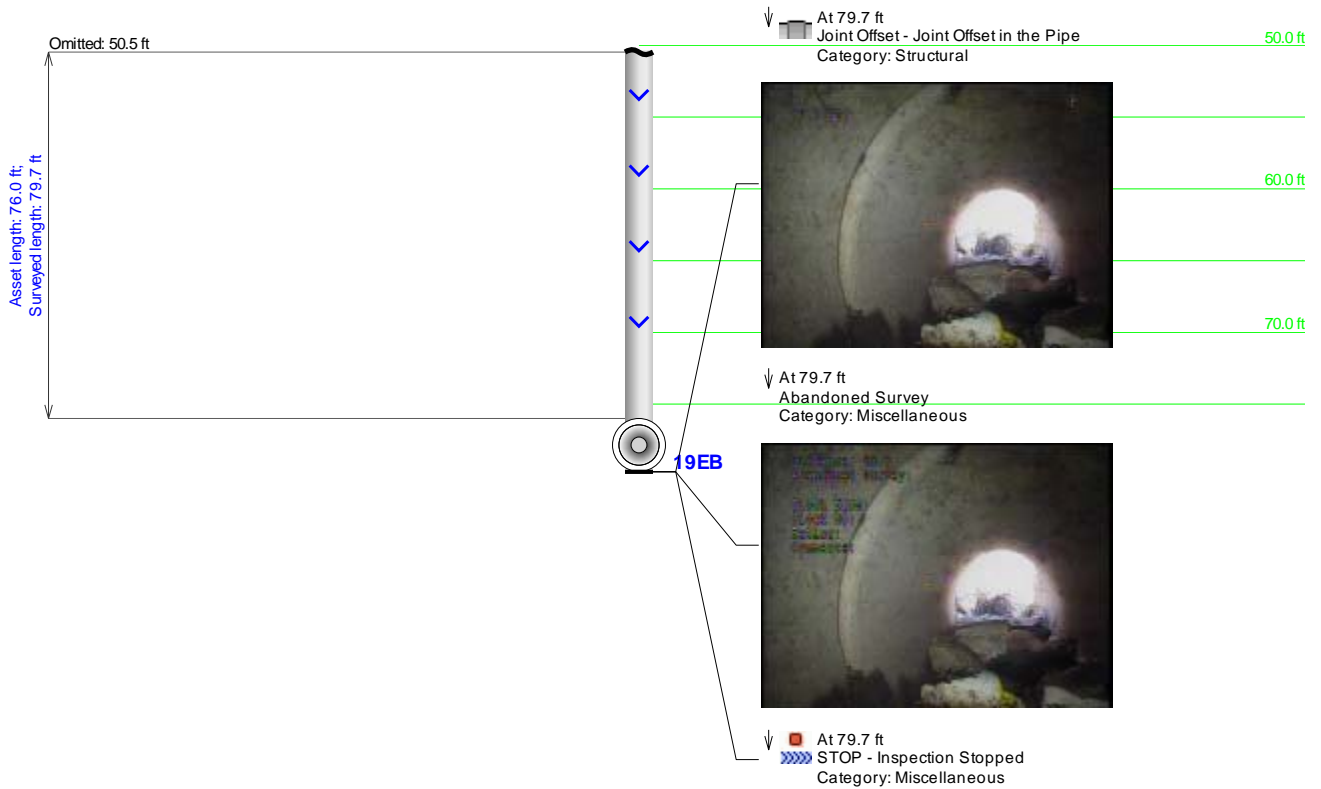 At 79.7 ft
Joint Offset - Joint Offset in the Pipe
Category: Structural
Omitted: 50.5 ft
50.0 ft
Asset length: 76.0 ft;
Surveyed length: 79.7 ft
60.0 ft
70.0 ft
At 79.7 ft
Abandoned Survey
Category: Miscellaneous
19EB
At 79.7 ft
STOP - Inspection Stopped
Category: Miscellaneous